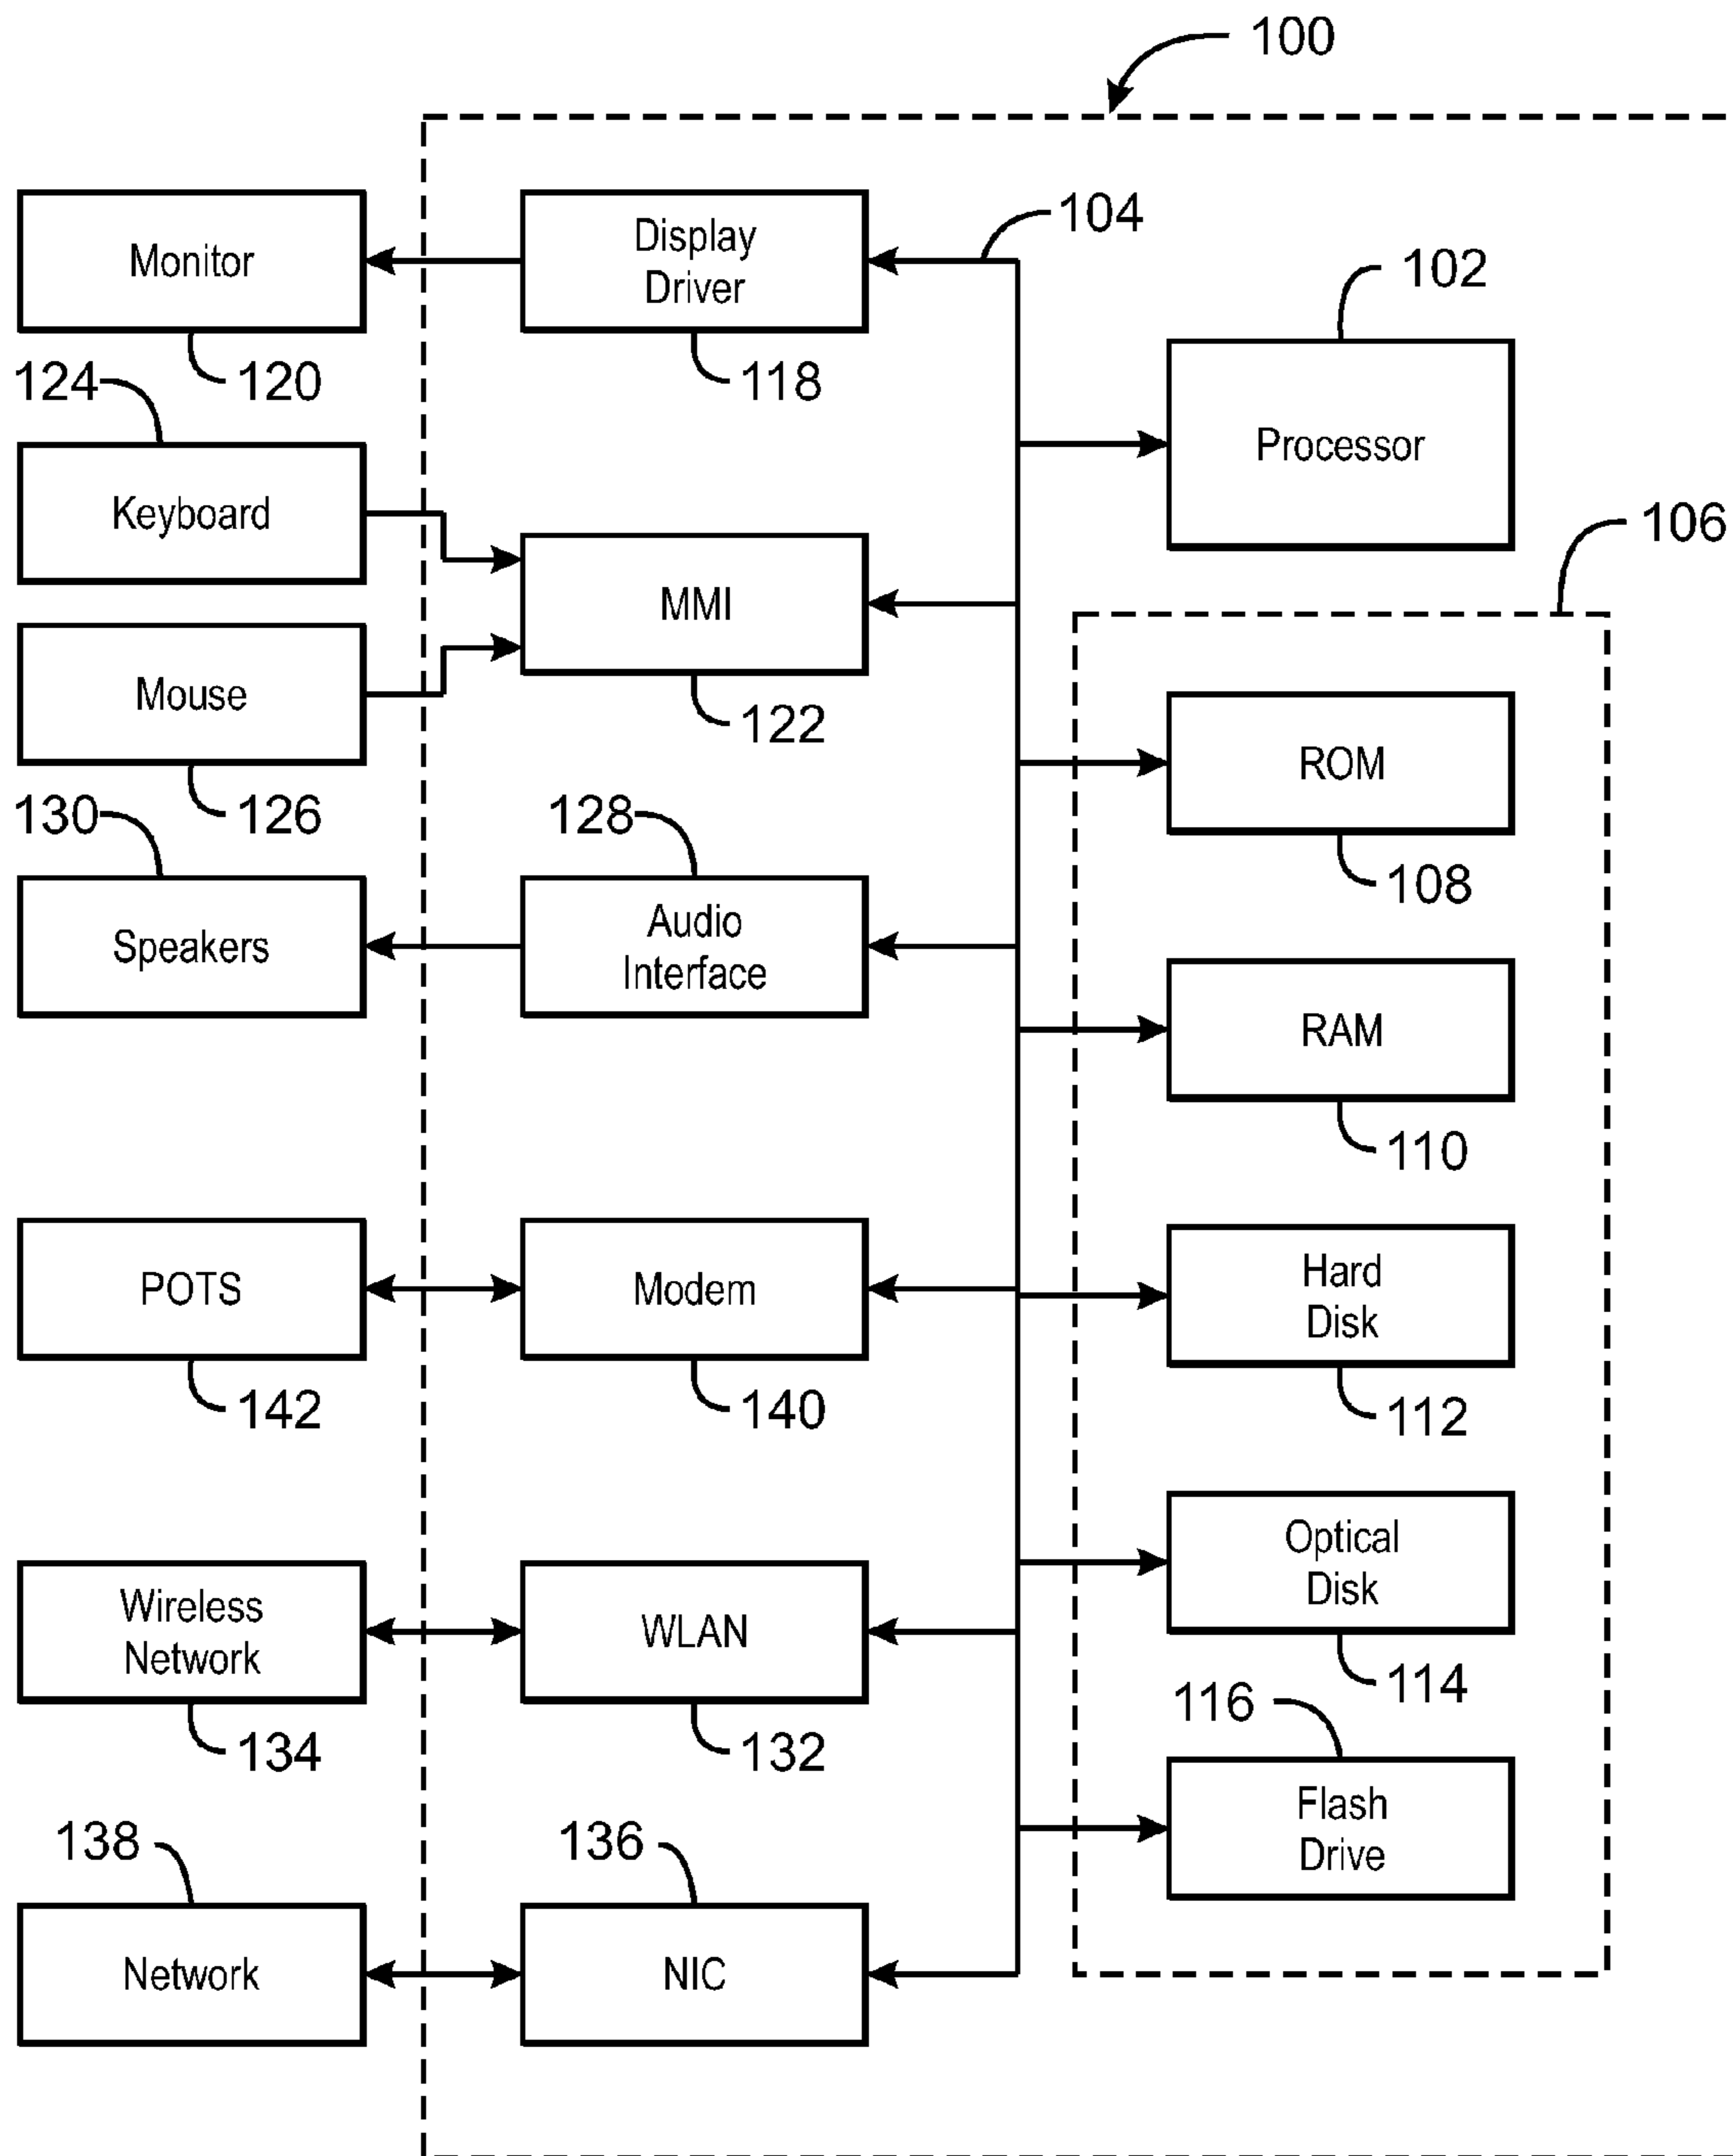 100
104
Monitor
Display
Driver
102
120
118
124
Processor
Keyboard
106
MMI
Mouse
122
ROM
126
130
128
108
Speakers
Audio
Interface
RAM
110
POTS
Modem
Hard
Disk
142
140
112
Optical
Disk
Wireless
Network
WLAN
114
116
134
132
Flash
Drive
138
136
Network
NIC